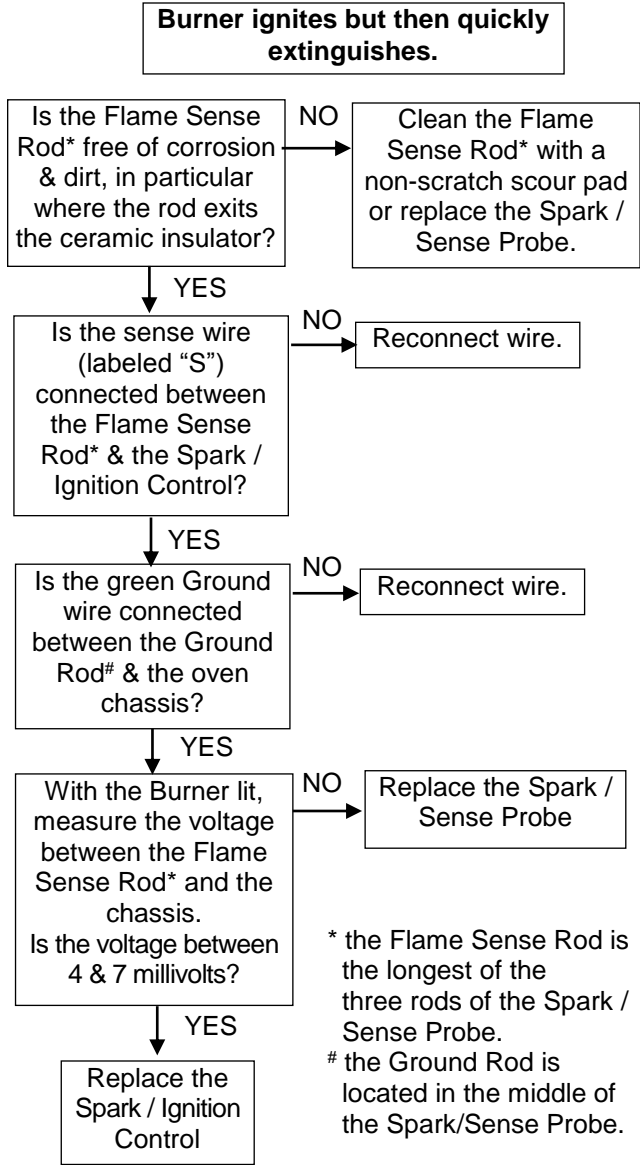 Burner ignites but then quickly
extinguishes.
Is the Flame Sense
Rod* free of corrosion
& dirt, in particular
where the rod exits
the ceramic insulator?
NO
Clean the Flame
Sense Rod* with a
non-scratch scour pad
or replace the Spark /
Sense Probe.
YES
Is the sense wire
(labeled “S”)
connected between
the Flame Sense
Rod* & the Spark /
Ignition Control?
NO
Reconnect wire.
YES
Is the green Ground
wire connected
between the Ground
Rod# & the oven
chassis?
NO
Reconnect wire.
YES
With the Burner lit,
measure the voltage
between the Flame
Sense Rod* and the
chassis.
Is the voltage between
4 & 7 millivolts?
NO
Replace the Spark /
Sense Probe
YES
Replace the
Spark / Ignition
Control
* the Flame Sense Rod is
the longest of the
three rods of the Spark /
Sense Probe.
# the Ground Rod is
located in the middle of
the Spark/Sense Probe.